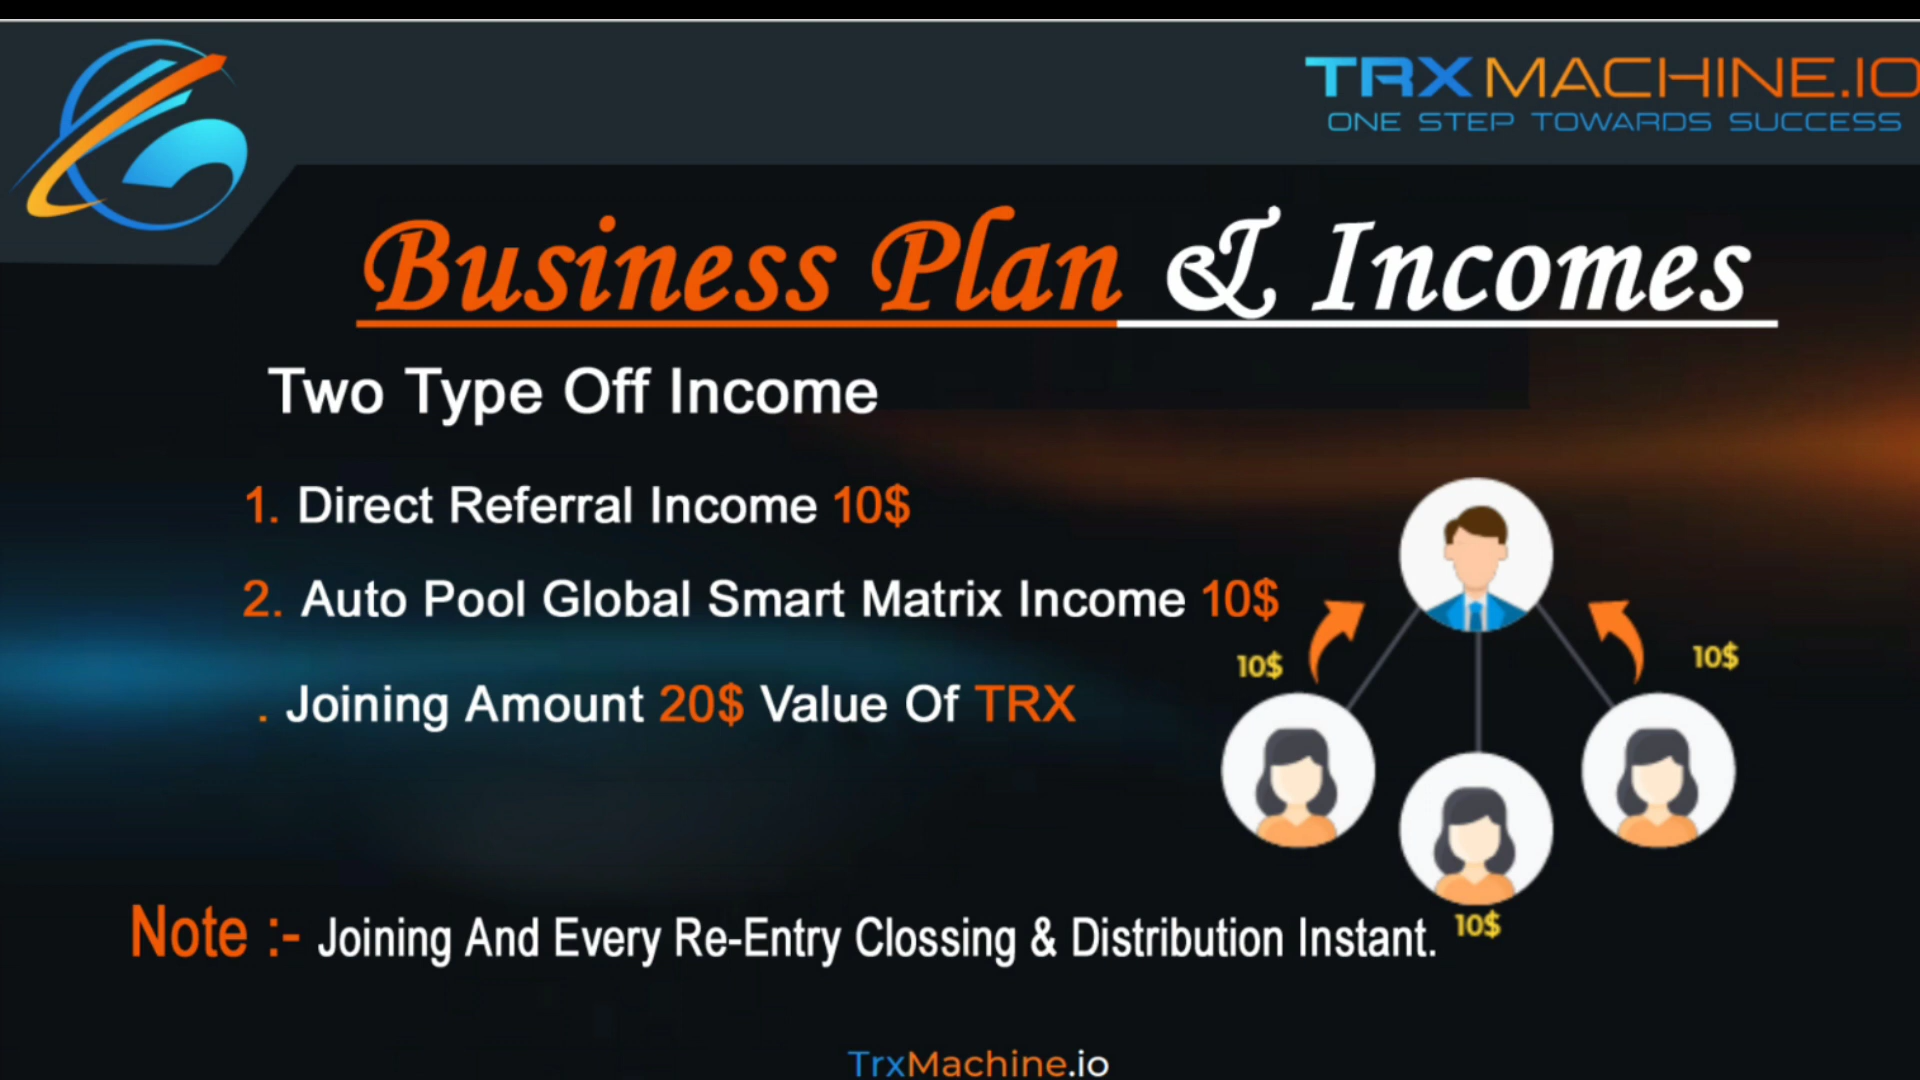 TRXMACHINE.IO
ONE STEP TOWARDS SUCCESS
Business Plan & Incomes
Two Type Off Income
1. Direct Referral Income 10$
2. Auto Pool Global Smart Matrix Income 10$
. Joining Amount 20$ Value Of TRX
10$
10$
10$
Note :- Joining And Every Re-Entry Clossing & Distribution Instant.
TrxMachine.io